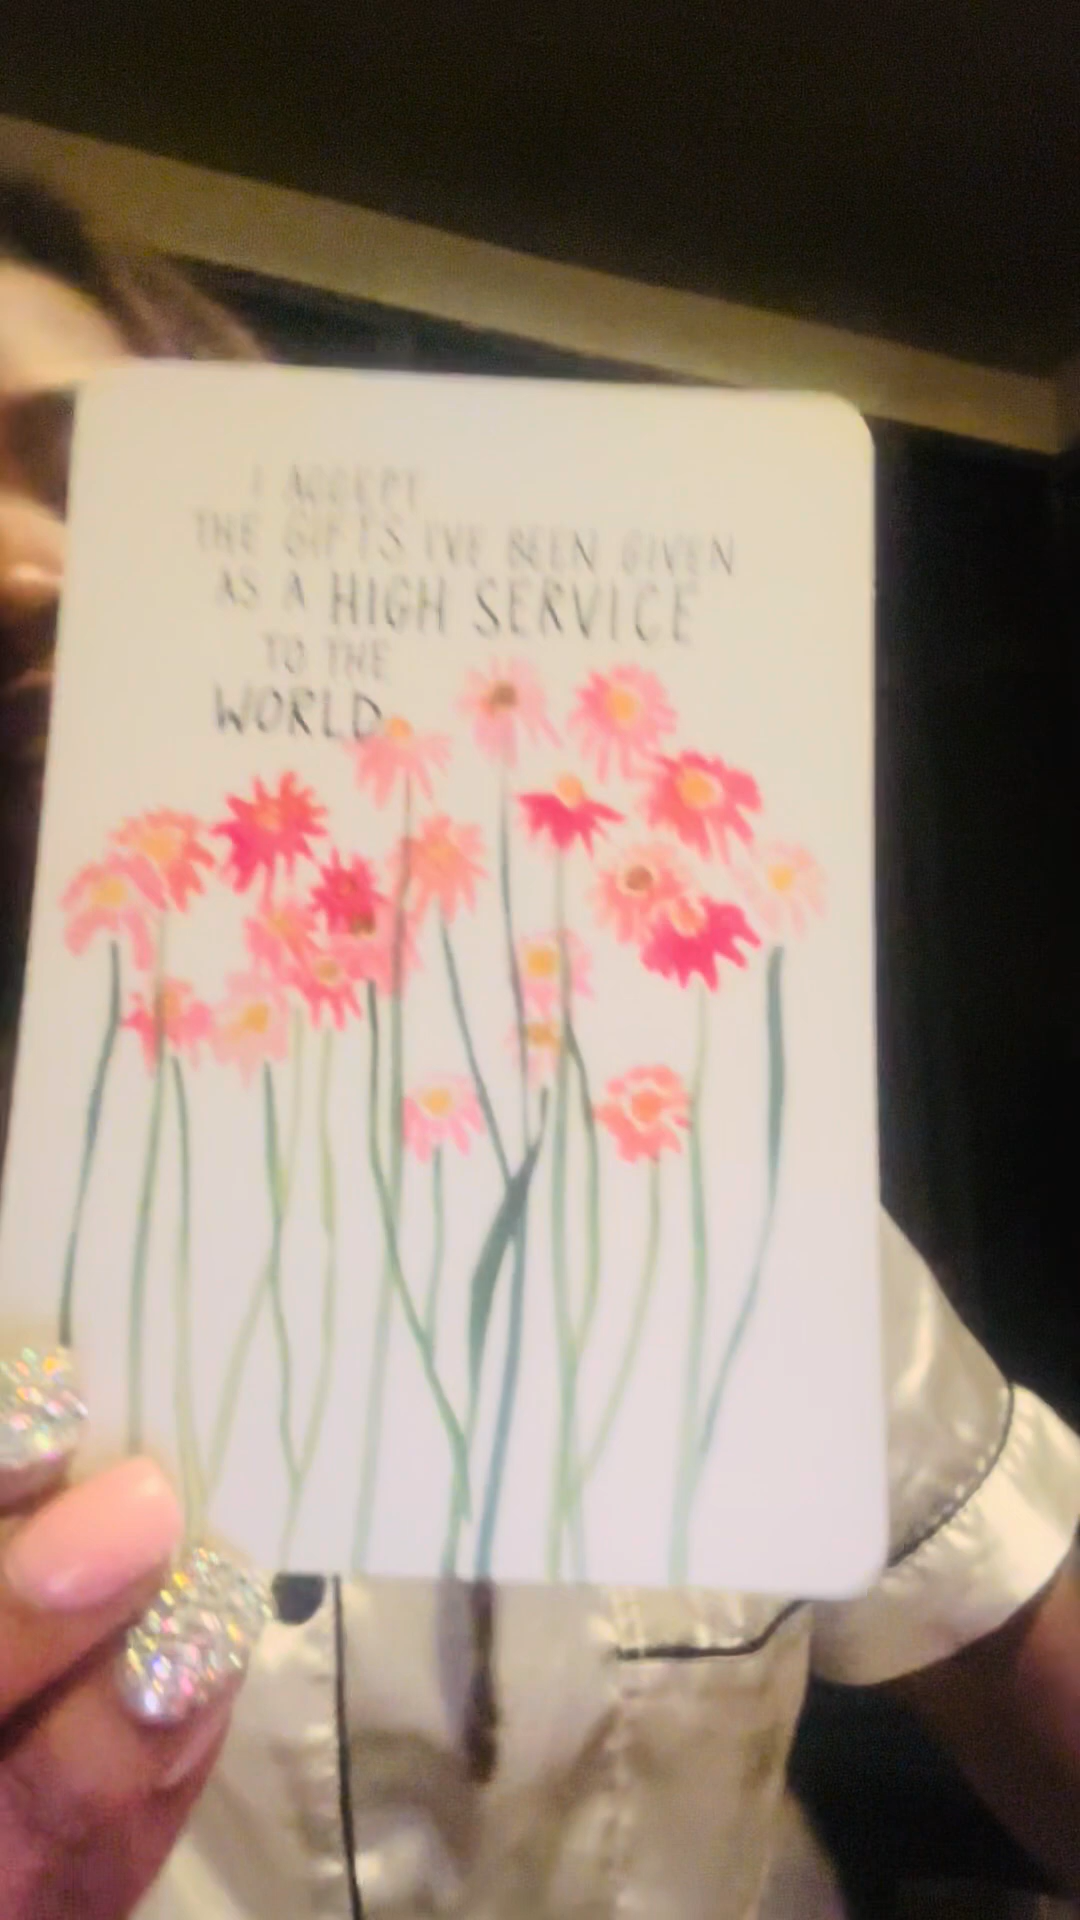 I ACCEPT
THE GIFTS I'VE BEEN GIVEN
AS A HIGH SERVICE
TO THE
WORLD